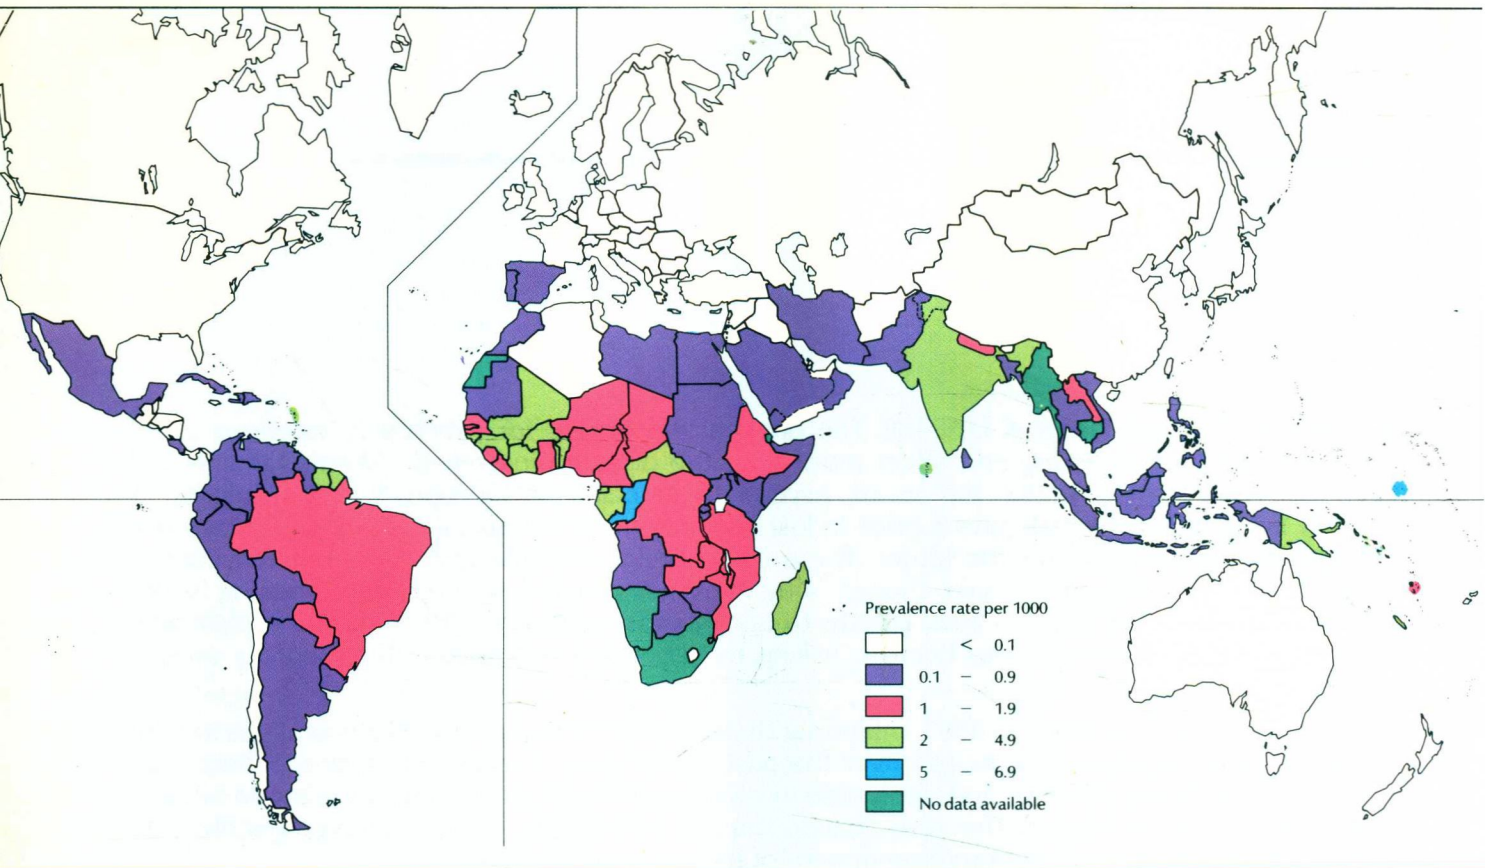 Prevalence rate per 1000
< 0.1
0.1 – 0.9
1 – 1.9
2 – 4.9
5 – 6.9
No data available